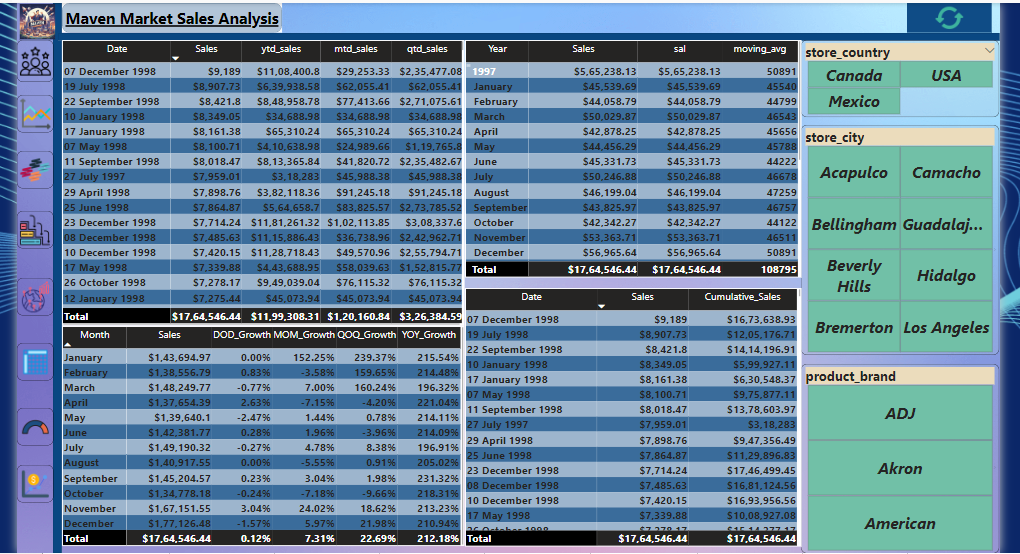 Maven Market Sales Analysis
Date Sales ytd_sales mtd_sales qtd_sales
07 December 1998 $9,189 $11,08,400.8 $29,253.33 $2,35,477.08
19 July 1998 $8,907.73 $6,39,938.58 $62,055.41 $62,055.41
22 September 1998 $8,421.8 $8,48,958.78 $77,413.66 $2,71,075.61
10 January 1998 $8,349.05 $34,688.98 $34,688.98 $34,688.98
17 January 1998 $8,161.38 $65,310.24 $65,310.24 $65,310.24
07 May 1998 $8,100.71 $4,10,638.98 $24,989.66 $1,19,765.8
11 September 1998 $8,018.47 $8,13,365.84 $41,820.72 $2,35,482.67
27 July 1997 $7,959.01 $3,18,283 $45,988.38 $45,988.38
29 April 1998 $7,898.76 $3,82,118.36 $91,245.18 $91,245.18
25 June 1998 $7,864.87 $5,64,658.7 $83,825.57 $2,73,785.52
23 December 1998 $7,714.24 $11,81,261.32 $1,02,113.85 $3,08,337.6
08 December 1998 $7,485.63 $11,15,886.43 $36,738.96 $2,42,962.71
10 December 1998 $7,420.15 $11,28,718.43 $49,570.96 $2,55,794.71
17 May 1998 $7,339.88 $4,43,688.95 $58,039.63 $1,52,815.77
26 October 1998 $7,278.17 $9,49,039.04 $76,115.32 $76,115.32
12 January 1998 $7,275.44 $45,073.94 $45,073.94 $45,073.94
Total $17,64,546.44 $11,99,308.31 $1,20,160.84 $3,26,384.59
Year Sales sal moving_avg
1997 $5,65,238.13 $5,65,238.13 50891
January $45,539.69 $45,539.69 45540
February $44,058.79 $44,058.79 44799
March $50,029.87 $50,029.87 46543
April $42,878.25 $42,878.25 45656
May $44,456.29 $44,456.29 45788
June $45,331.73 $45,331.73 44222
July $50,246.88 $50,246.88 46678
August $46,199.04 $46,199.04 47259
September $43,825.97 $43,825.97 46757
October $42,342.27 $42,342.27 44122
November $53,363.71 $53,363.71 46511
December $56,965.64 $56,965.64 50891
Total $17,64,546.44 $17,64,546.44 108795
Month Sales DOD_Growth MOM_Growth QOQ_Growth YOY_Growth
January $1,43,694.97 0.00% 152.25% 239.37% 215.54%
February $1,38,556.79 0.83% -3.58% 159.65% 214.48%
March $1,48,249.77 -0.77% 7.00% 160.24% 196.32%
April $1,37,654.39 2.63% -7.15% -4.20% 221.04%
May $1,39,640.1 -2.47% 1.44% 0.78% 214.11%
June $1,42,381.77 0.28% 1.96% -3.96% 214.09%
July $1,49,190.32 -0.27% 4.78% 8.38% 196.91%
August $1,40,917.55 0.00% -5.55% 0.91% 205.02%
September $1,45,204.57 0.23% 3.04% 1.98% 231.32%
October $1,34,778.18 -0.24% -7.18% -9.66% 218.31%
November $1,67,151.55 3.04% 24.02% 18.62% 213.23%
December $1,77,126.48 -1.57% 5.97% 21.98% 210.94%
Total $17,64,546.44 0.12% 7.31% 22.69% 212.18%
Date Sales Cumulative_Sales
07 December 1998 $9,189 $16,73,638.93
19 July 1998 $8,907.73 $12,05,176.71
22 September 1998 $8,421.8 $14,14,196.91
10 January 1998 $8,349.05 $5,99,927.11
17 January 1998 $8,161.38 $6,30,548.37
07 May 1998 $8,100.71 $9,75,877.11
11 September 1998 $8,018.47 $13,78,603.97
27 July 1997 $7,959.01 $3,18,283
29 April 1998 $7,898.76 $9,47,356.49
25 June 1998 $7,864.87 $11,29,896.83
23 December 1998 $7,714.24 $17,46,499.45
08 December 1998 $7,485.63 $16,81,124.56
10 December 1998 $7,420.15 $16,93,956.56
17 May 1998 $7,339.88 $10,08,927.08
Total $17,64,546.44 $17,64,546.44
store_country
Canada USA
Mexico
store_city
Acapulco Camacho
Bellingham Guadalaj...
Beverly Hills Hidalgo
Bremerton Los Angeles
product_brand
ADJ
Akron
American